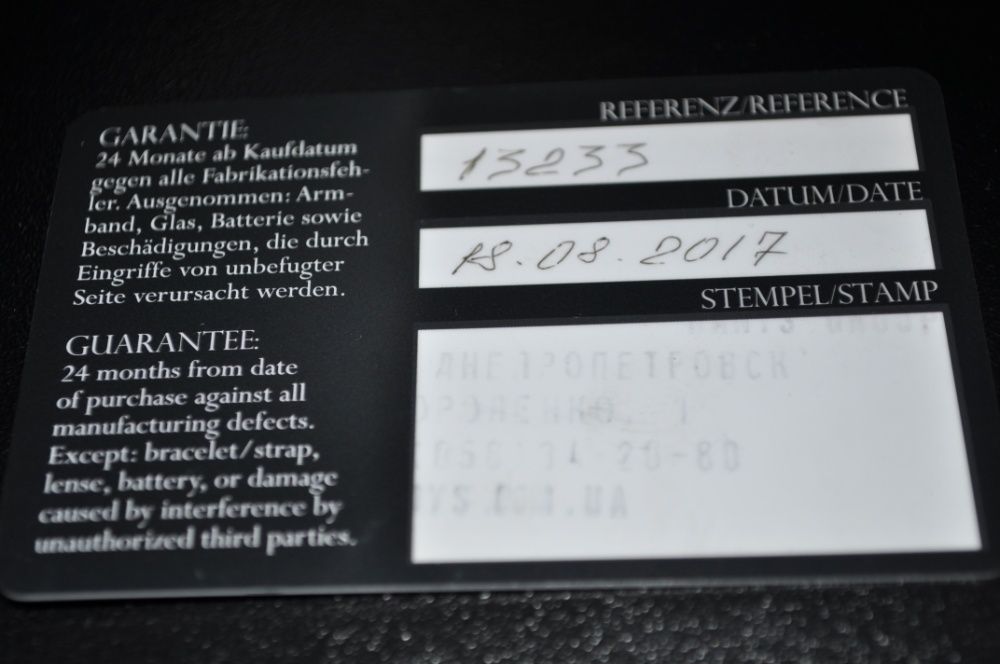 GARANTIE:
24 Monate ab Kaufdatum
gegen alle Fabrikationsfeh-
ler. Ausgenommen: Arm-
band, Glas, Batterie sowie
Beschädigungen, die durch
Eingriffe von unbefugter
Seite verursacht werden.
GUARANTEE:
24 months from date
of purchase against all
manufacturing defects.
Except: bracelet/strap,
lense, battery, or damage
caused by interference by
unauthorized third parties.
REFERENZ/REFERENCE
13233
DATUM/DATE
18.08.2017
STEMPEL/STAMP
ДНЕПРОПЕТРОВСК